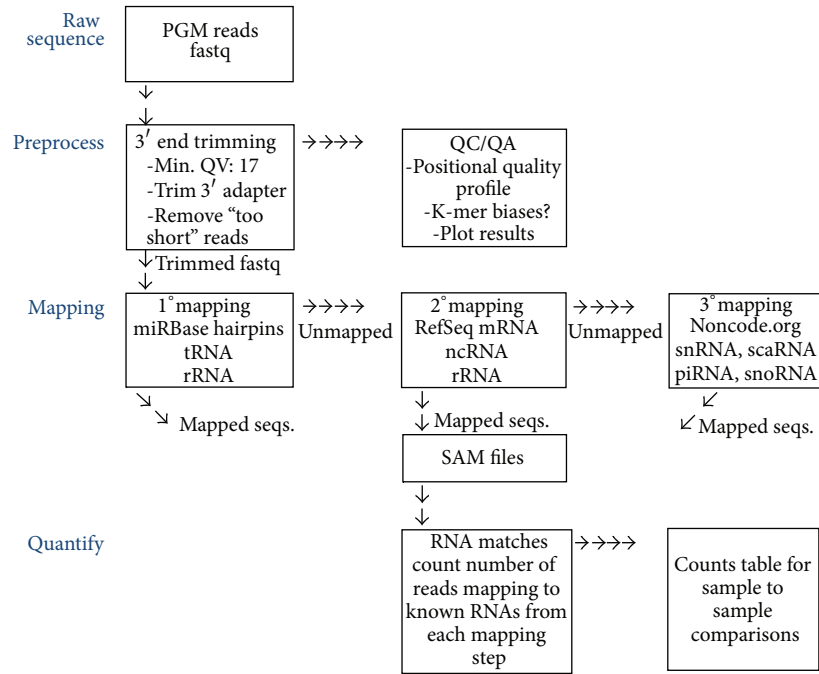 Raw
sequence
PGM reads
fastq
Preprocess
3′ end trimming
-Min. QV: 17
-Trim 3′ adapter
-Remove “too
short” reads
QC/QA
-Positional quality
profile
-K-mer biases?
-Plot results
Trimmed fastq
Mapping
1° mapping
miRBase hairpins
tRNA
rRNA
Unmapped
2° mapping
RefSeq mRNA
ncRNA
rRNA
Unmapped
3° mapping
Noncode.org
snRNA, scaRNA
piRNA, snoRNA
Mapped seqs.
Mapped seqs.
Mapped seqs.
SAM files
Quantify
RNA matches
count number of
reads mapping to
known RNAs from
each mapping
step
Counts table for
sample to
sample
comparisons